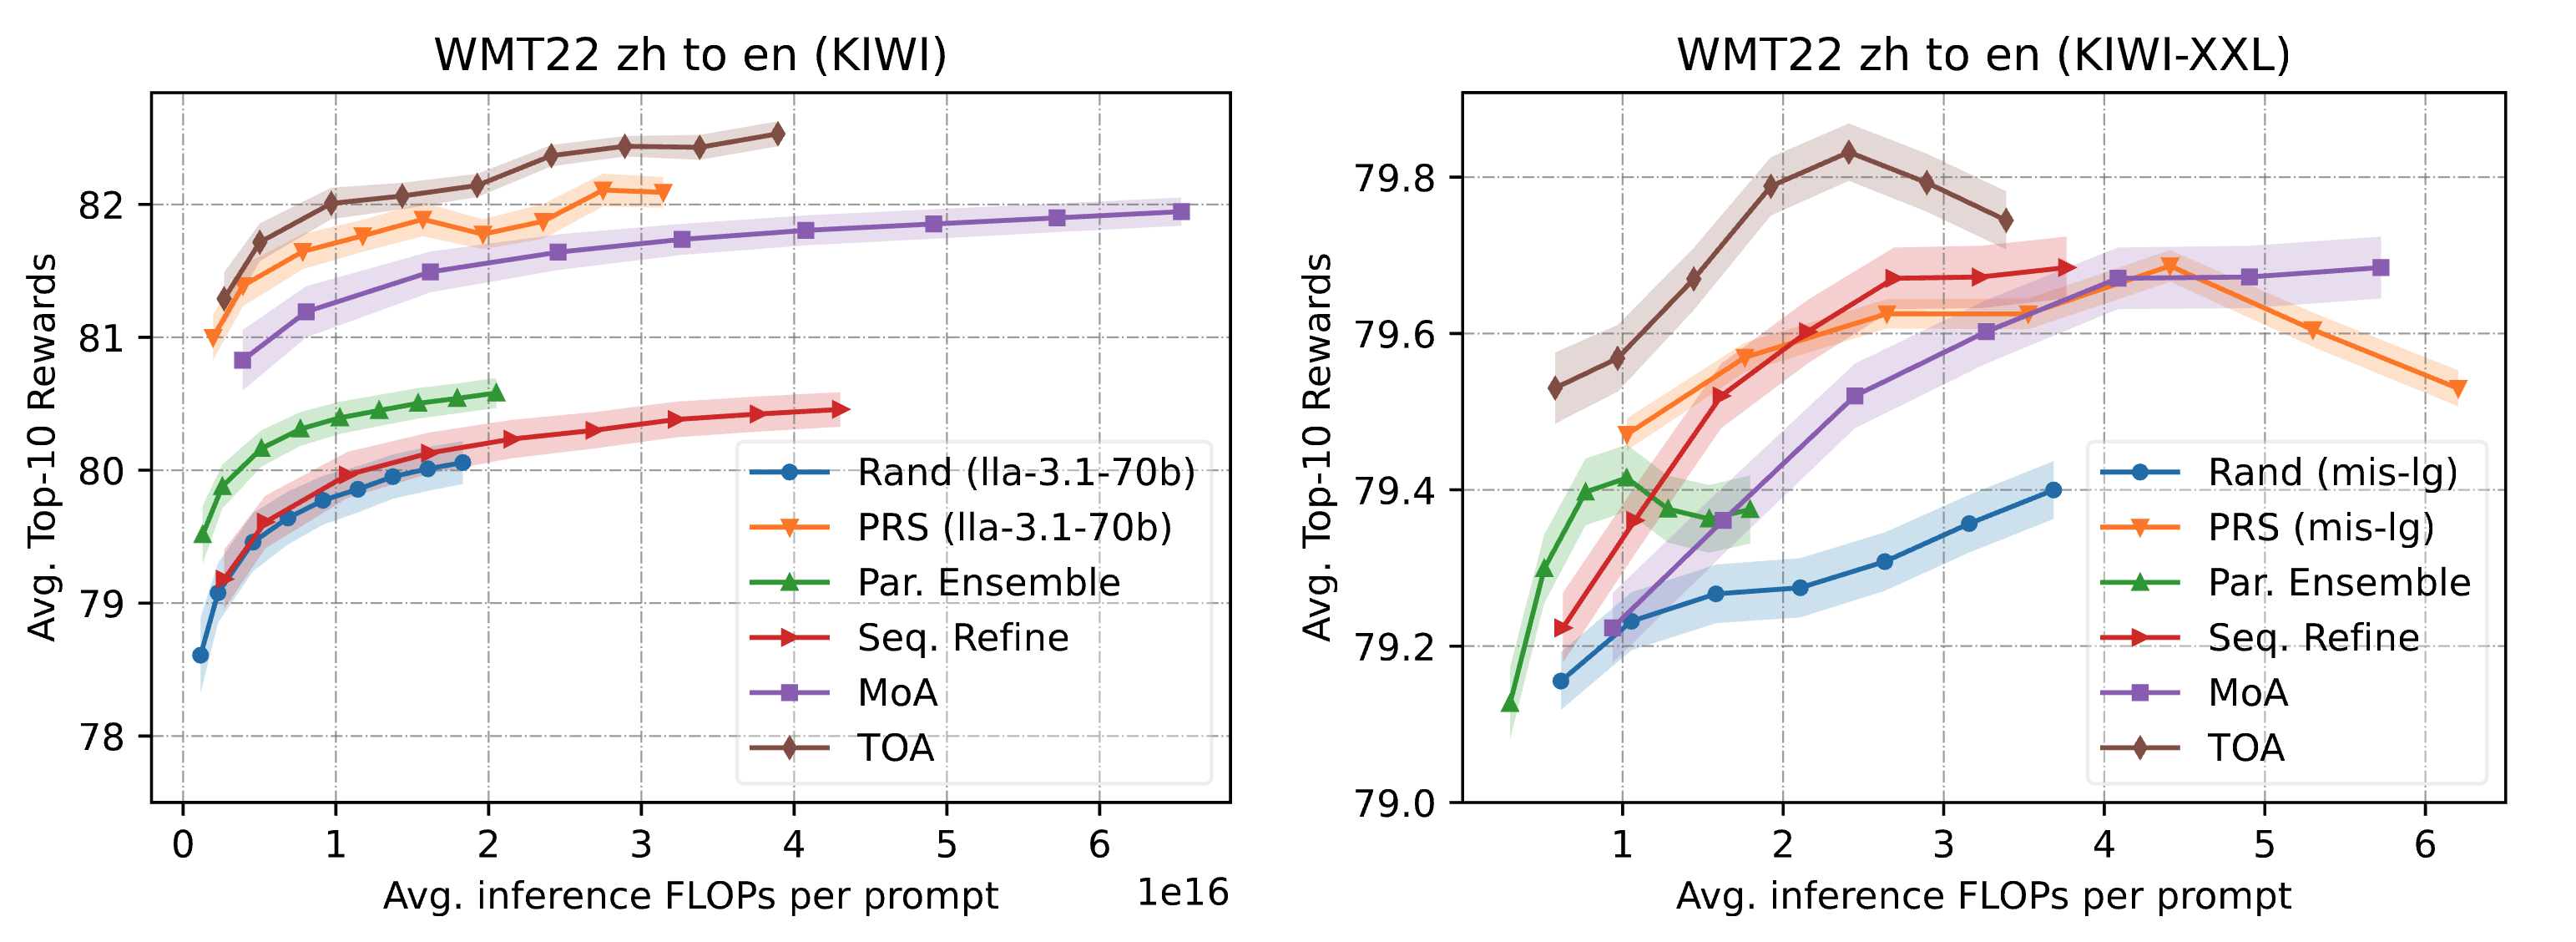 WMT22 zh to en (KIWI)
Avg. Top-10 Rewards
82
81
80
79
78
0 1 2 3 4 5 6
1e16
Avg. inference FLOPs per prompt
Rand (lla-3.1-70b)
PRS (lla-3.1-70b)
Par. Ensemble
Seq. Refine
MoA
TOA
WMT22 zh to en (KIWI-XXL)
Avg. Top-10 Rewards
79.8
79.6
79.4
79.2
79.0
1 2 3 4 5 6
Avg. inference FLOPs per prompt
Rand (mis-lg)
PRS (mis-lg)
Par. Ensemble
Seq. Refine
MoA
TOA